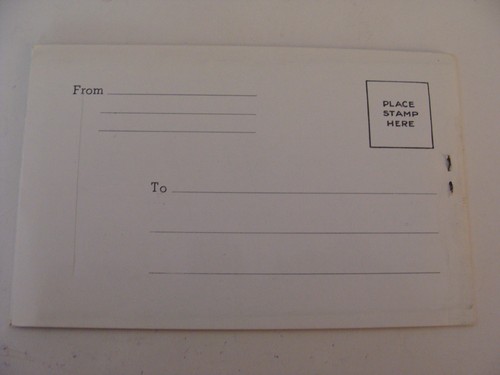 From
PLACE
STAMP
HERE
To